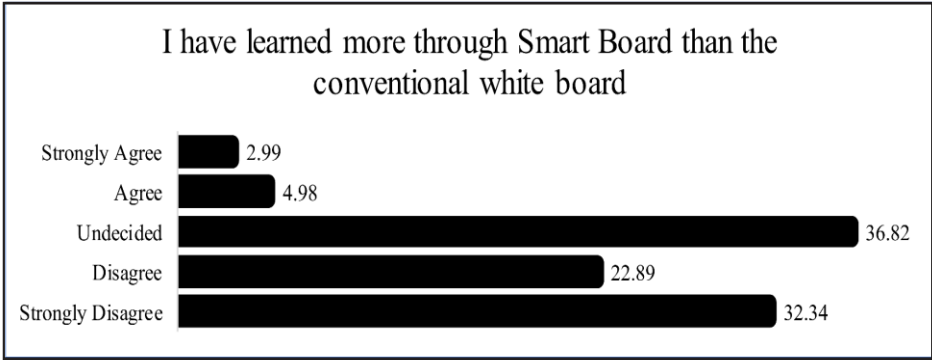 I have learned more through Smart Board than the
conventional white board
Strongly Agree 2.99
Agree 4.98
Undecided 36.82
Disagree 22.89
Strongly Disagree 32.34